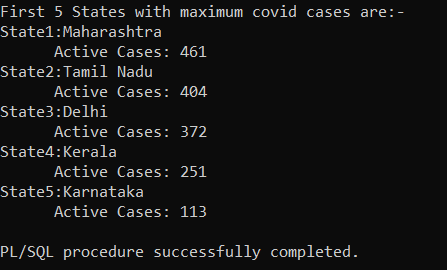 First 5 States with maximum covid cases are:-
State1:Maharashtra
Active Cases: 461
State2:Tamil Nadu
Active Cases: 404
State3:Delhi
Active Cases: 372
State4:Kerala
Active Cases: 251
State5:Karnataka
Active Cases: 113
PL/SQL procedure successfully completed.